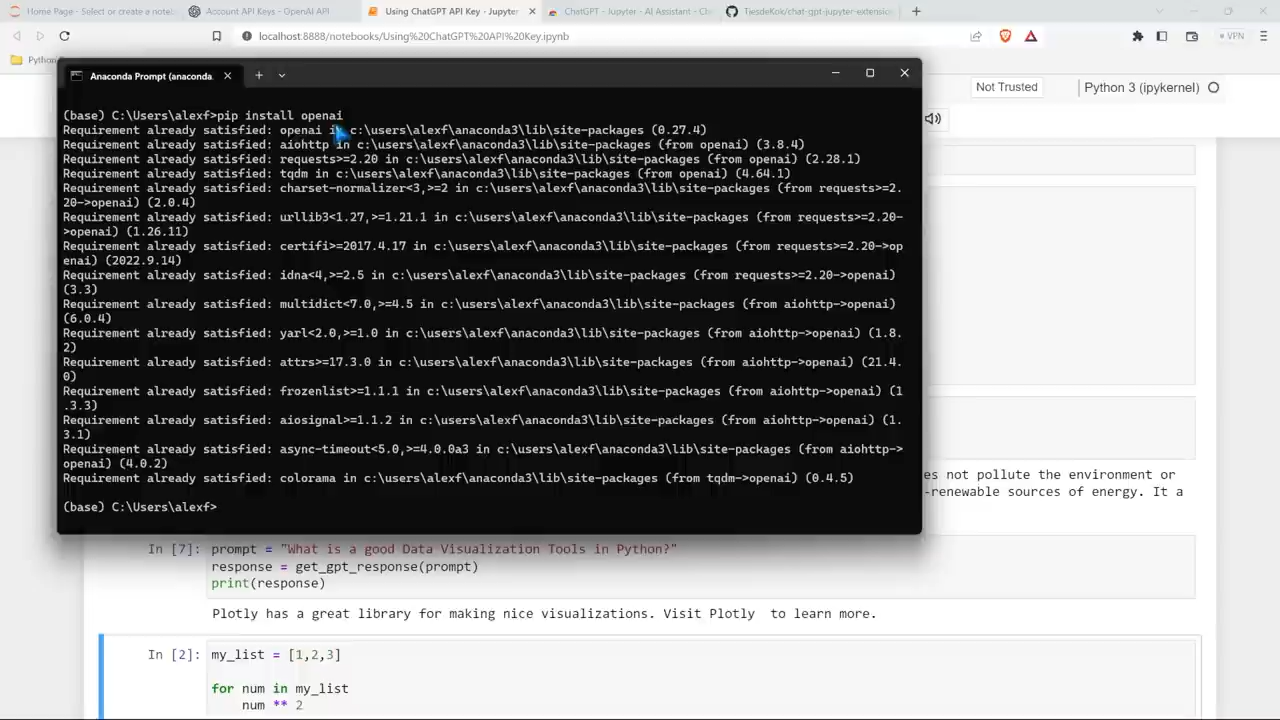 Home Page - Select or create a noteb
Account API Keys - OpenAI API
Using ChatGPT API Key - Jupyter
ChatGPT - Jupyter - AI Assistant - Ch
TiesdeKok/chat-gpt-jupyter-extension
localhost:8888/notebooks/Using%20ChatGPT%20API%20Key.ipynb
VPN
Python
Anaconda Prompt (anaconda.
Not Trusted
Python 3 (ipykernel)
(base) C:\Users\alexf>pip install openai
Requirement already satisfied: openai in c:\users\alexf\anaconda3\lib\site-packages (0.27.4)
Requirement already satisfied: aiohttp in c:\users\alexf\anaconda3\lib\site-packages (from openai) (3.8.4)
Requirement already satisfied: requests>=2.20 in c:\users\alexf\anaconda3\lib\site-packages (from openai) (2.28.1)
Requirement already satisfied: tqdm in c:\users\alexf\anaconda3\lib\site-packages (from openai) (4.64.1)
Requirement already satisfied: charset-normalizer<3,>=2 in c:\users\alexf\anaconda3\lib\site-packages (from requests>=2.
20->openai) (2.0.4)
Requirement already satisfied: urllib3<1.27,>=1.21.1 in c:\users\alexf\anaconda3\lib\site-packages (from requests>=2.20-
>openai) (1.26.11)
Requirement already satisfied: certifi>=2017.4.17 in c:\users\alexf\anaconda3\lib\site-packages (from requests>=2.20->op
enai) (2022.9.14)
Requirement already satisfied: idna<4,>=2.5 in c:\users\alexf\anaconda3\lib\site-packages (from requests>=2.20->openai)
(3.3)
Requirement already satisfied: multidict<7.0,>=4.5 in c:\users\alexf\anaconda3\lib\site-packages (from aiohttp->openai)
(6.0.4)
Requirement already satisfied: yarl<2.0,>=1.0 in c:\users\alexf\anaconda3\lib\site-packages (from aiohttp->openai) (1.8.
2)
Requirement already satisfied: attrs>=17.3.0 in c:\users\alexf\anaconda3\lib\site-packages (from aiohttp->openai) (21.4.
0)
Requirement already satisfied: frozenlist>=1.1.1 in c:\users\alexf\anaconda3\lib\site-packages (from aiohttp->openai) (1
.3.3)
Requirement already satisfied: aiosignal>=1.1.2 in c:\users\alexf\anaconda3\lib\site-packages (from aiohttp->openai) (1.
3.1)
Requirement already satisfied: async-timeout<5.0,>=4.0.0a3 in c:\users\alexf\anaconda3\lib\site-packages (from aiohttp->
openai) (4.0.2)
Requirement already satisfied: colorama in c:\users\alexf\anaconda3\lib\site-packages (from tqdm->openai) (0.4.5)
(base) C:\Users\alexf>
es not pollute the environment or
-renewable sources of energy. It a
In [7]: prompt = "What is a good Data Visualization Tools in Python?"
response = get_gpt_response(prompt)
print(response)
Plotly has a great library for making nice visualizations. Visit Plotly to learn more.
In [2]: my_list = [1,2,3]
for num in my_list
num ** 2